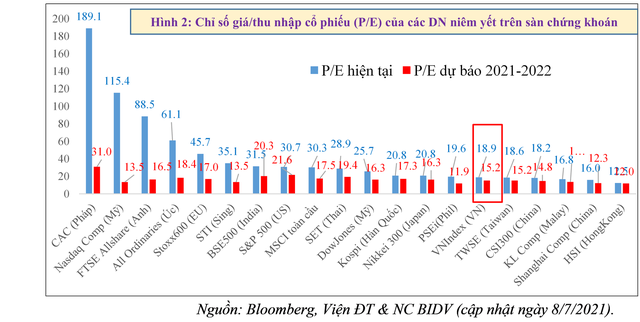 Hình 2: Chỉ số giá/thu nhập cổ phiếu (P/E) của các DN niêm yết trên sàn chứng khoán
P/E hiện tại P/E dự báo 2021-2022
200
180
160
140
120
100
80
60
40
20
0
189.1 115.4 88.5 61.1 45.7 35.1 31.5 30.7 30.3 28.9 25.7 20.8 20.8 19.6 18.9 18.6 18.2 16.8 16.0
31.0 13.5 16.5 18.4 17.0 13.5 20.3 21.6 17.5 19.4 16.3 17.3 16.3 11.9 15.2 15.2 14.8 1… 12.3
CAC (Pháp)
Nasdaq Comp (Mỹ)
FTSE Allshare (Anh)
All Ordinaries (Úc)
Stoxx600 (EU)
STI (Sing)
BSE500 (India)
S&P 500 (US)
MSCI toàn cầu
SET (Thai)
DowJones (Mỹ)
Kospi (Hàn Quốc)
Nikkei 300 (Japan)
PSEi(Phil)
VNIndex (VN)
TWSE (Taiwan)
CSI300 (China)
KL Comp (Malay)
Shanghai Comp (China)
HSI (HongKong)
Nguồn: Bloomberg, Viện ĐT & NC BIDV (cập nhật ngày 8/7/2021).